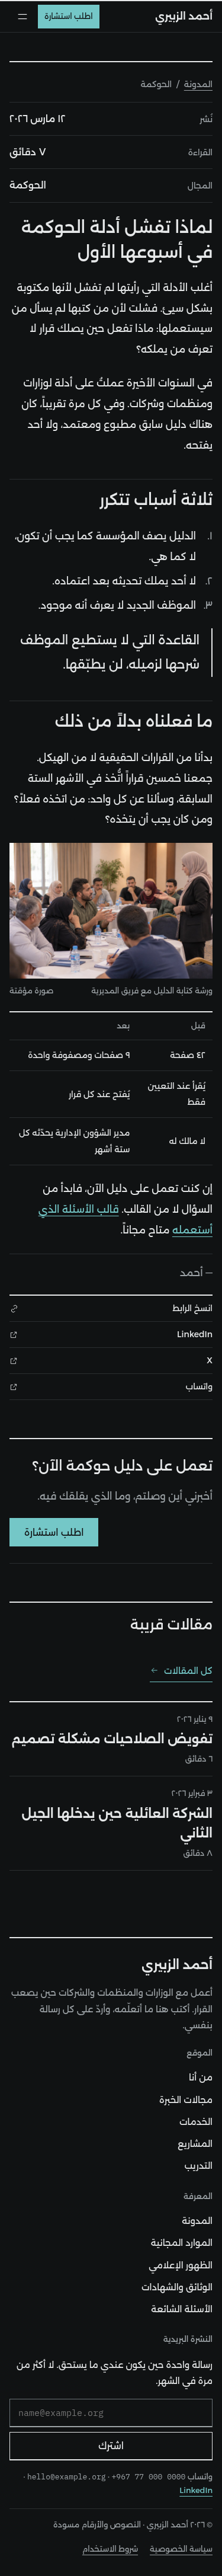 أحمد الزبيري
اطلب استشارة
المدونة / الحوكمة
نُشر
١٢ مارس ٢٠٢٦
القراءة
٧ دقائق
المجال
الحوكمة
لماذا تفشل أدلة الحوكمة
في أسبوعها الأول
أغلب الأدلة التي رأيتها لم تفشل لأنها مكتوبة
بشكل سيئ. فشلت لأن من كتبها لم يسأل من
سيستعملها: ماذا تفعل حين يصلك قرار لا
تعرف من يملكه؟
في السنوات الأخيرة عملتُ على أدلة لوزارات
ومنظمات وشركات. وفي كل مرة تقريباً، كان
هناك دليل سابق مطبوع ومعتمد، ولا أحد
يفتحه.
ثلاثة أسباب تتكرر
١. الدليل يصف المؤسسة كما يجب أن تكون،
لا كما هي.
٢. لا أحد يملك تحديثه بعد اعتماده.
٣. الموظف الجديد لا يعرف أنه موجود.
القاعدة التي لا يستطيع الموظف
شرحها لزميله، لن يطبّقها.
ما فعلناه بدلاً من ذلك
بدأنا من القرارات الحقيقية لا من الهيكل.
جمعنا خمسين قراراً اتُّخذ في الأشهر الستة
السابقة، وسألنا عن كل واحد: من اتخذه فعلاً؟
ومن كان يجب أن يتخذه؟
ورشة كتابة الدليل مع فريق المديرية
صورة مؤقتة
قبل
بعد
٤٢ صفحة
٩ صفحات ومصفوفة واحدة
يُقرأ عند التعيين
فقط
يُفتح عند كل قرار
لا مالك له
مدير الشؤون الإدارية يحدّثه كل
ستة أشهر
إن كنت تعمل على دليل الآن، فابدأ من
السؤال لا من القالب. قالب الأسئلة الذي
أستعمله متاح مجاناً.
— أحمد
انسخ الرابط
LinkedIn
X
واتساب
تعمل على دليل حوكمة الآن؟
أخبرني أين وصلتم، وما الذي يقلقك فيه.
اطلب استشارة
مقالات قريبة
كل المقالات ←
٩ يناير ٢٠٢٦
تفويض الصلاحيات مشكلة تصميم
٦ دقائق
٣ فبراير ٢٠٢٦
الشركة العائلية حين يدخلها الجيل
الثاني
٨ دقائق
أحمد الزبيري
أعمل مع الوزارات والمنظمات والشركات حين يصعب
القرار. أكتب هنا ما أتعلّمه، وأردّ على كل رسالة
بنفسي.
الموقع
من أنا
مجالات الخبرة
الخدمات
المشاريع
التدريب
المعرفة
المدونة
الموارد المجانية
الظهور الإعلامي
الوثائق والشهادات
الأسئلة الشائعة
النشرة البريدية
رسالة واحدة حين يكون عندي ما يستحق. لا أكثر من
مرة في الشهر.
name@example.org
اشترك
واتساب +967 77 000 0000 · hello@example.org ·
LinkedIn
© ٢٠٢٦ أحمد الزبيري · النصوص والأرقام مسودة
سياسة الخصوصية
شروط الاستخدام